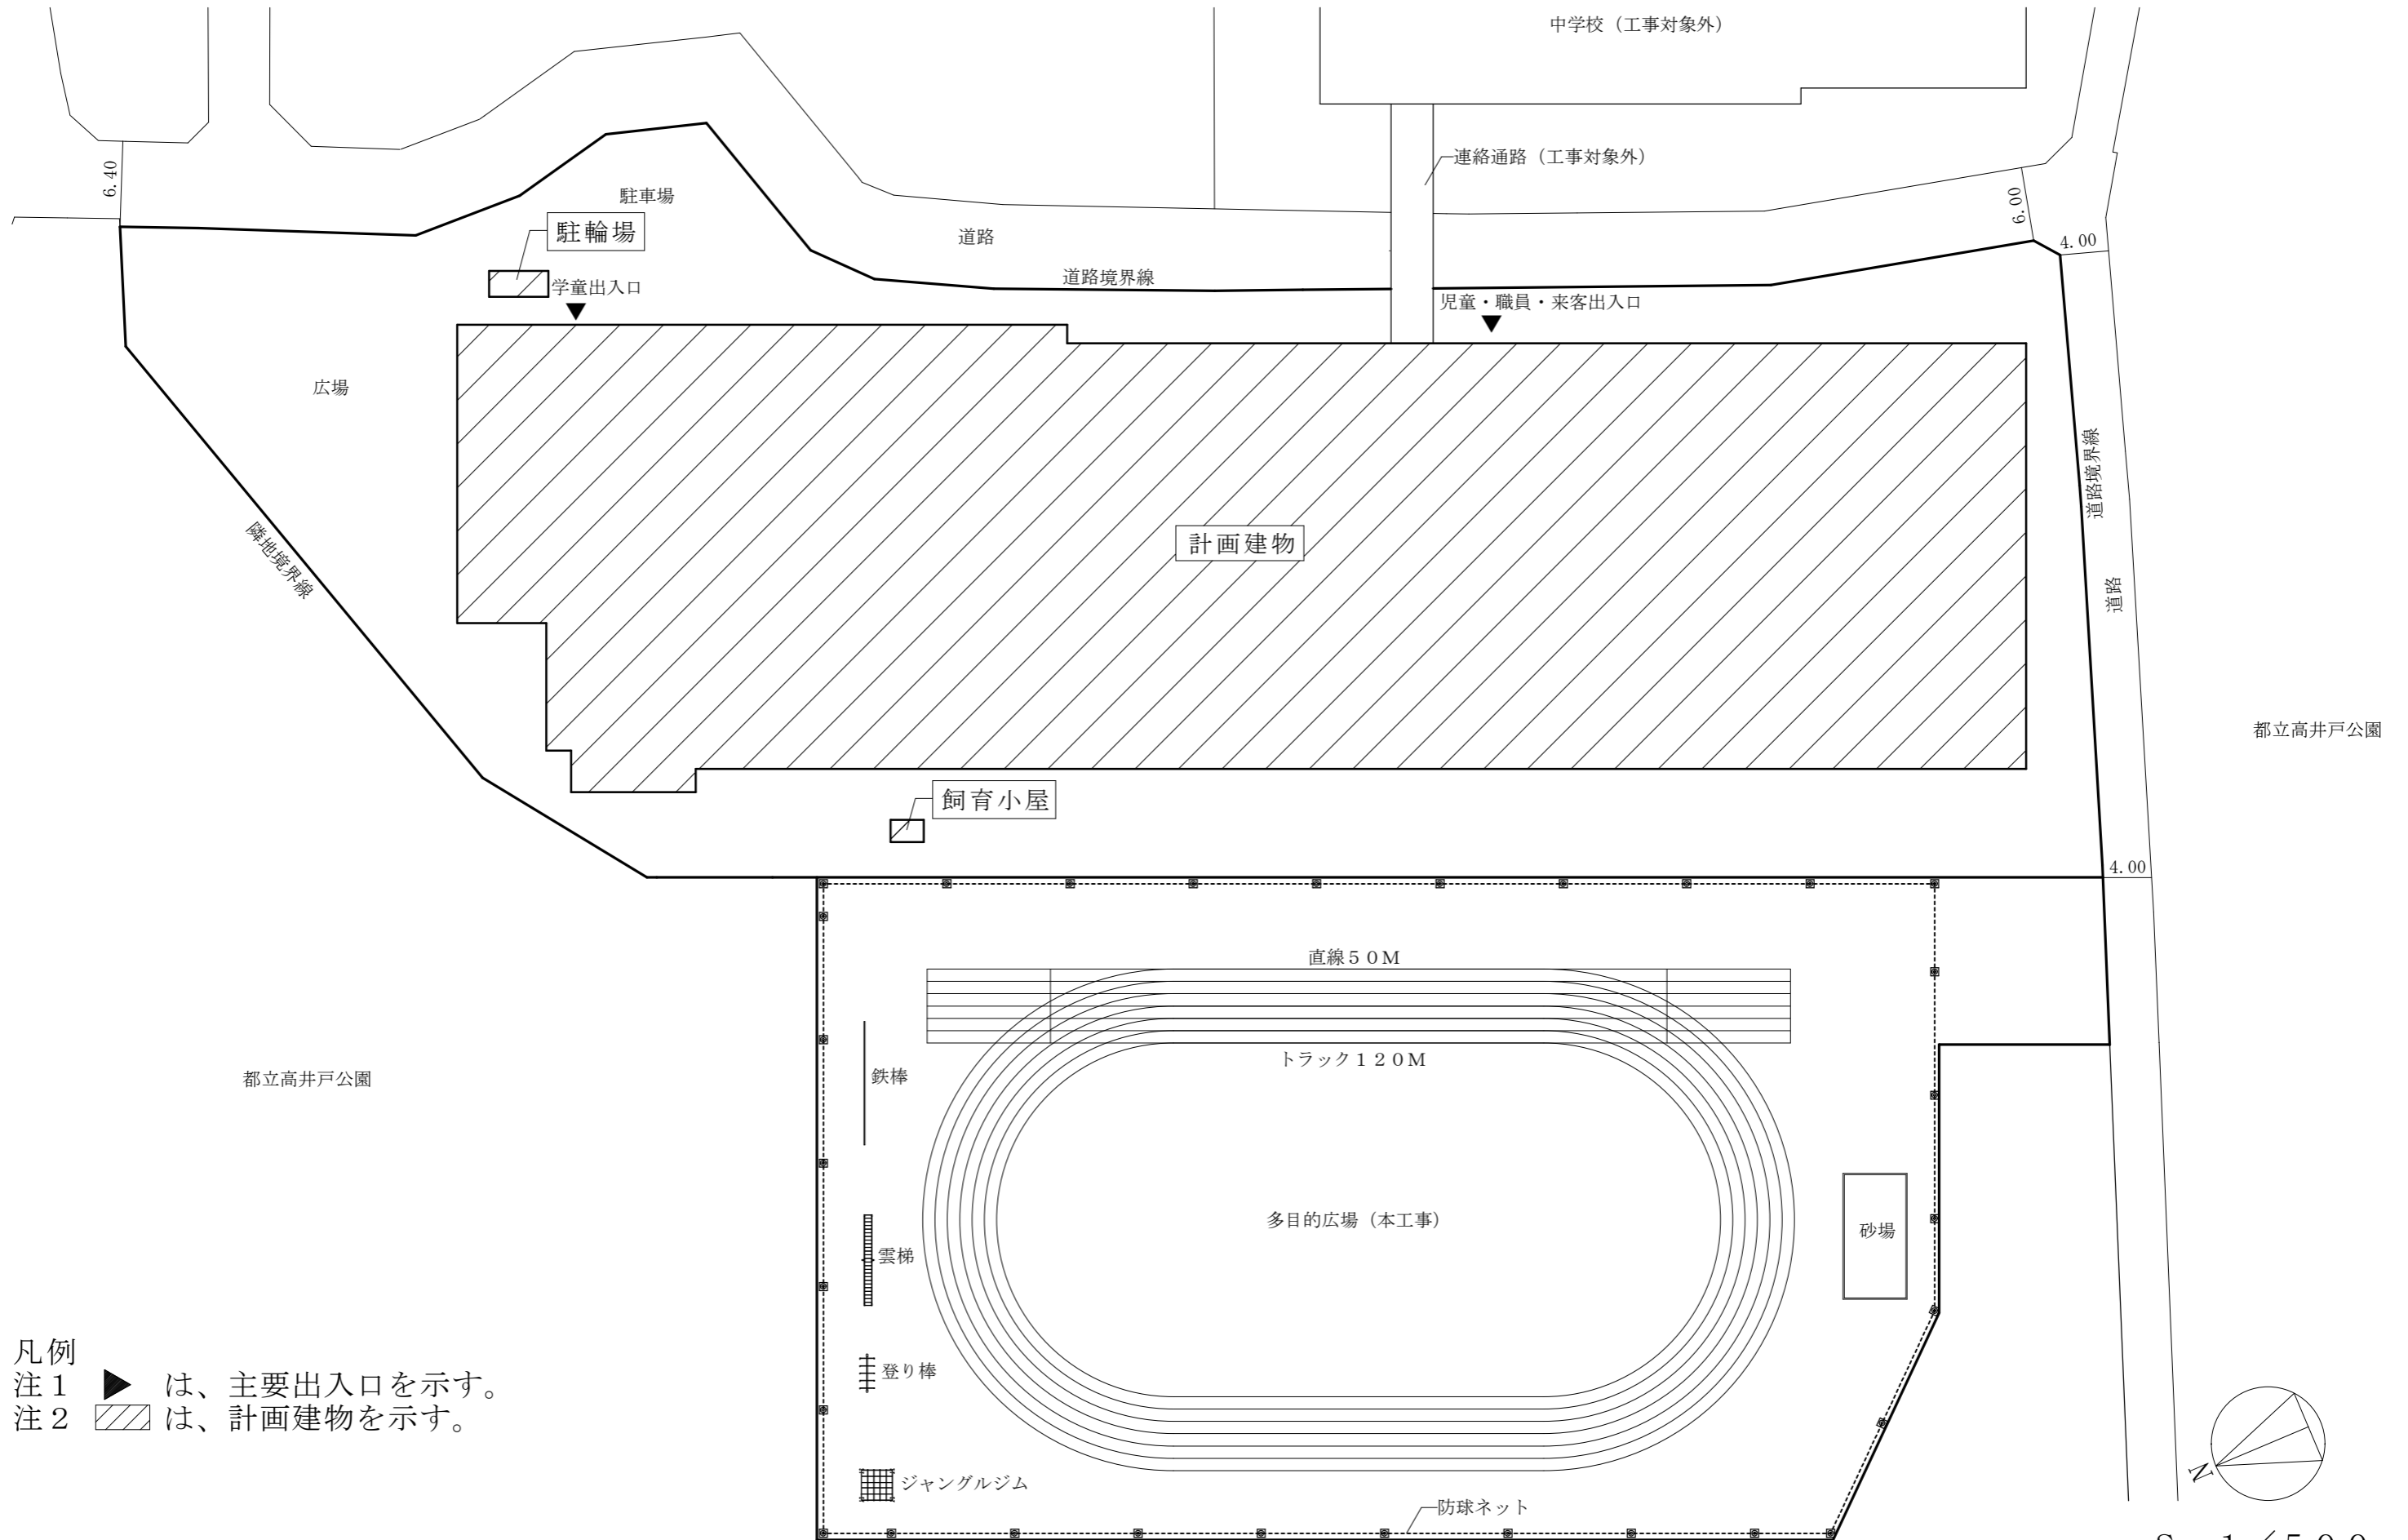 中学校（工事対象外）
連絡通路（工事対象外）
6.40
駐車場
6.00
駐輪場
道路
4.00
道路境界線
学童出入口
児童・職員・来客出入口
広場
道路境界線
計画建物
隣地境界線
道路
都立高井戸公園
飼育小屋
4.00
直線５０Ｍ
トラック１２０Ｍ
鉄棒
都立高井戸公園
多目的広場（本工事）
砂場
雲梯
凡例
注１ は、主要出入口を示す。
注２ は、計画建物を示す。
登り棒
N
ジャングルジム
防球ネット